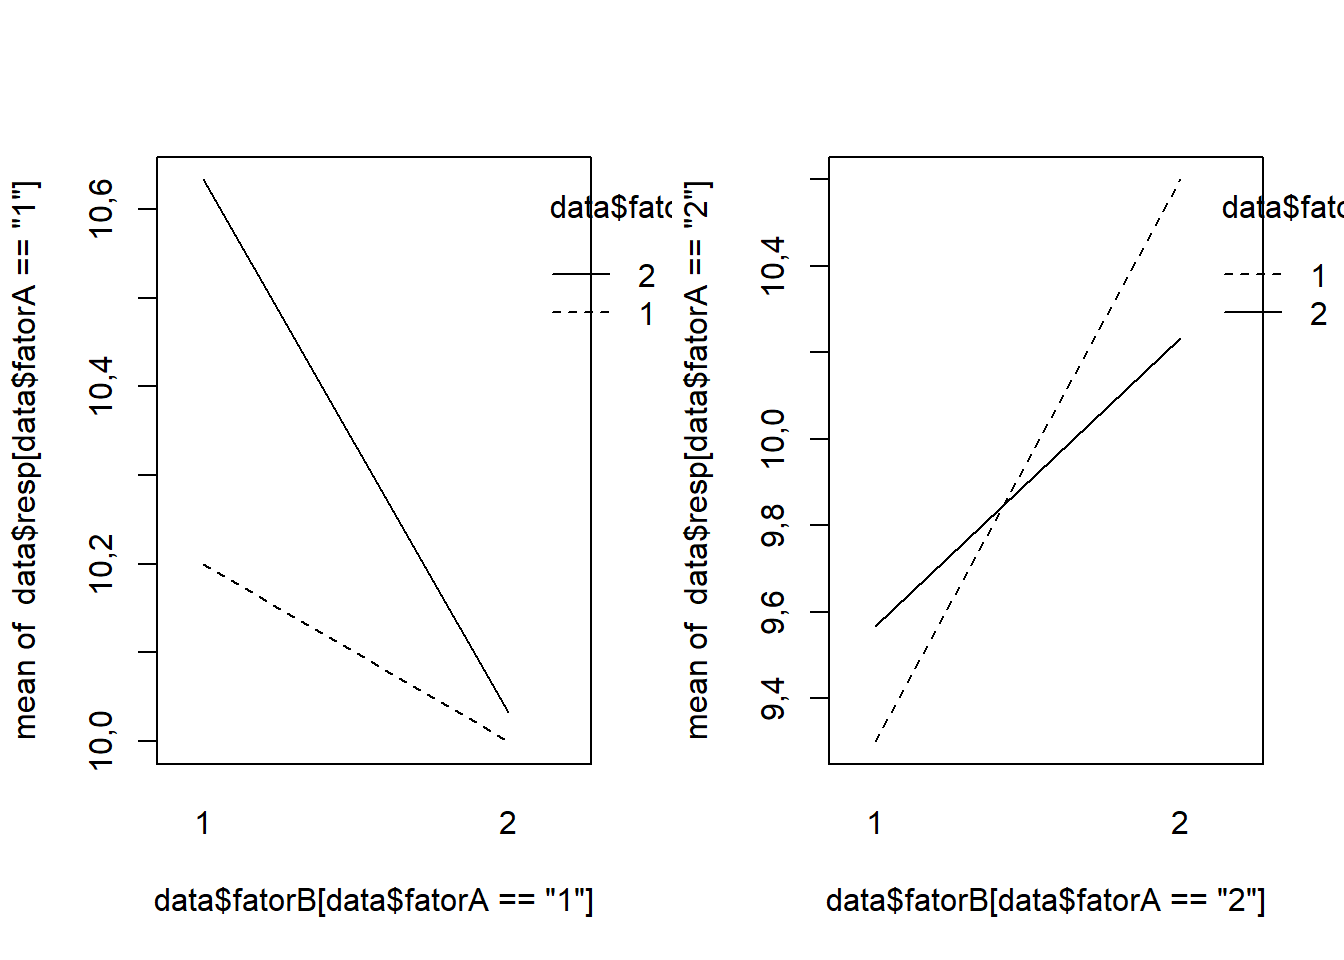 mean of  data$resp[data$fatorA == "1"]
10,6
10,4
10,2
10,0
data$fato
2
1
1
2
data$fatorB[data$fatorA == "1"]
mean of  data$resp[data$fatorA == "2"]
10,4
10,0
9,8
9,6
9,4
data$fato
1
2
1
2
data$fatorB[data$fatorA == "2"]